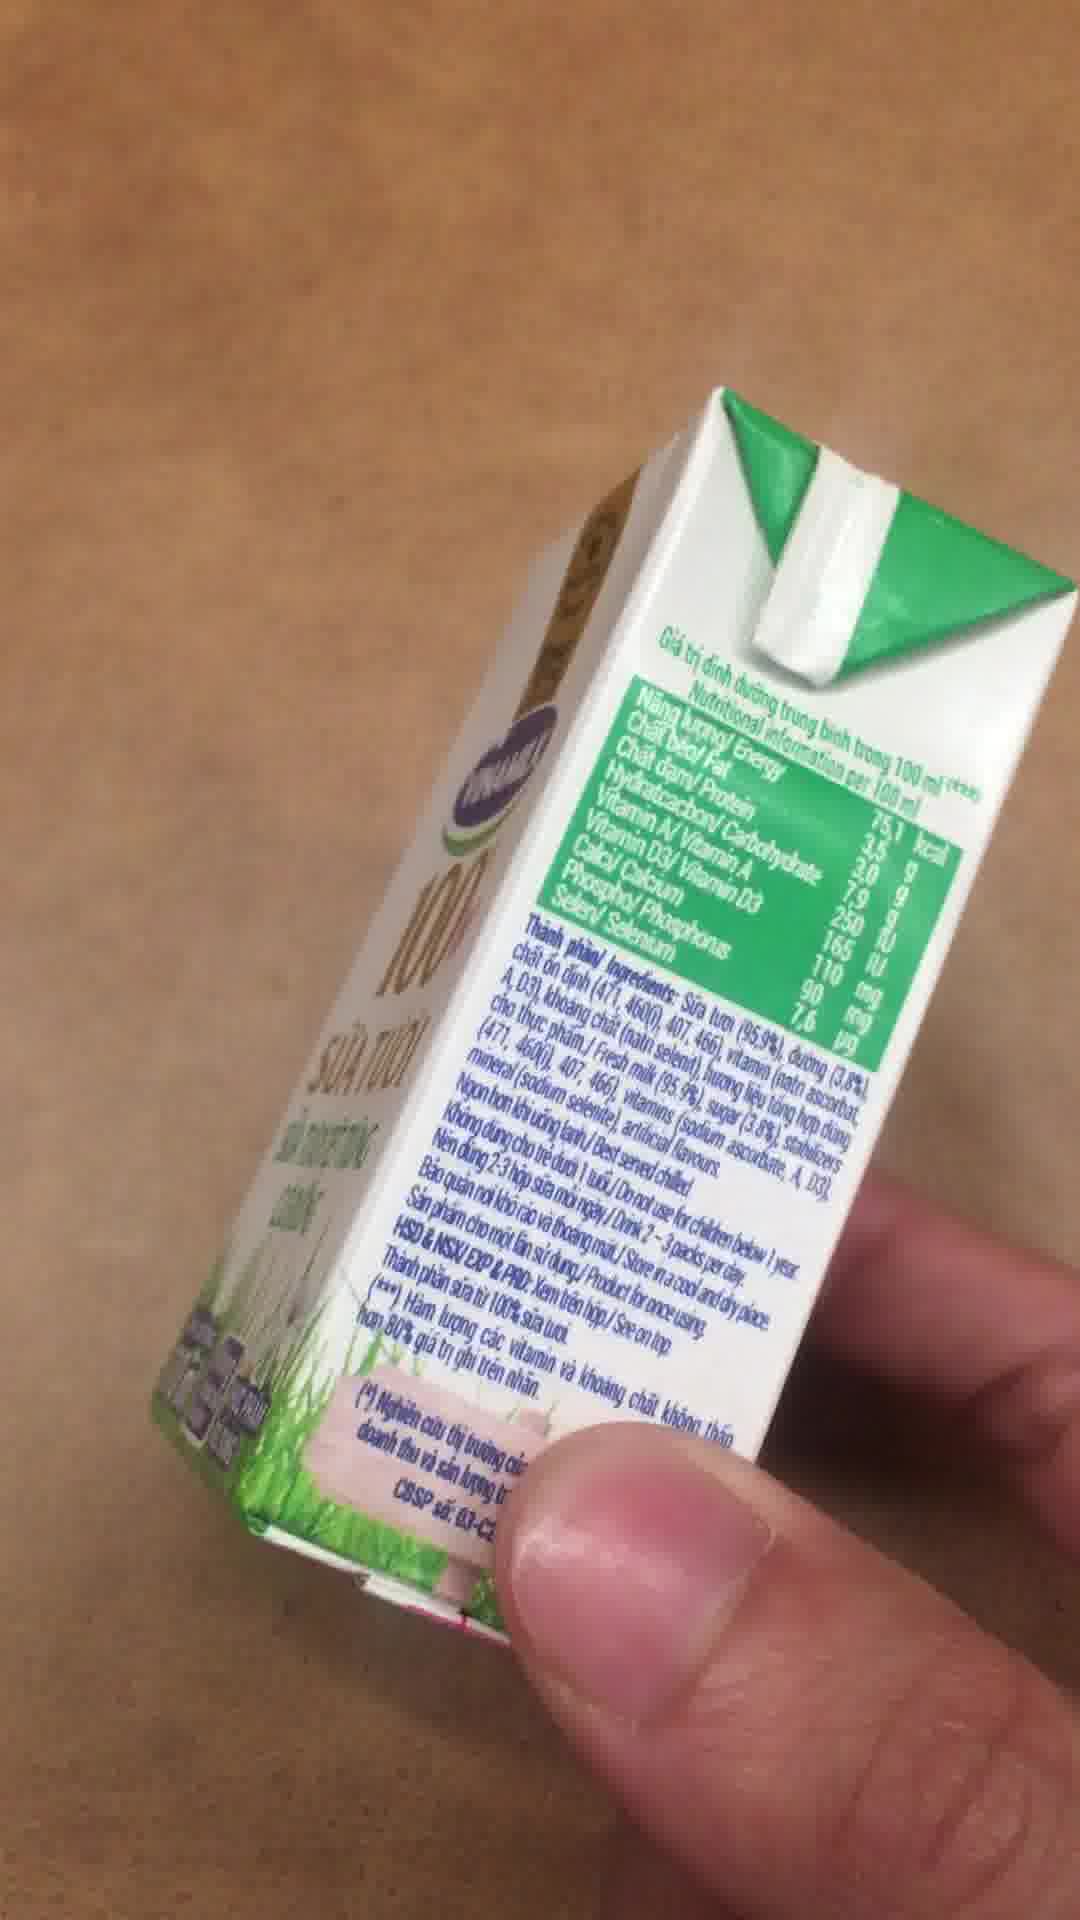 Giá trị dinh dưỡng trung bình trong 100 ml (***)
Nutritional information per 100 ml
Năng lượng/ Energy 75,1 kcal
Chất béo/ Fat 3,5 g
Chất đạm/ Protein 3,0 g
Hydratcacbon/ Carbohydrate 7,9 g
Vitamin A/ Vitamin A 250 IU
Vitamin D3/ Vitamin D3 165 IU
Calci/ Calcium 110 mg
Phospho/ Phosphorus 90 mg
Selen/ Selenium 7,6 µg
Thành phần/ Ingredients: Sữa tươi (95,9%), đường (3,8%),
chất ổn định (471, 460(i), 407, 466), vitamin (natri ascorbat,
A, D3), khoáng chất (natri selenit), hương liệu tổng hợp dùng
cho thực phẩm./ Fresh milk (95.9%), sugar (3.8%), stabilizers
(471, 460(i), 407, 466), vitamins (sodium ascorbate, A, D3),
mineral (sodium selenite), artificial flavours.
Ngon hơn khi uống lạnh./ Best served chilled.
Không dùng cho trẻ dưới 1 tuổi./ Do not use for children below 1 year.
Nên dùng 2-3 hộp sữa mỗi ngày./ Drink 2 - 3 packs per day.
Bảo quản nơi khô ráo và thoáng mát./ Store in a cool and dry place.
Sản phẩm cho một lần sử dụng./ Product for once using.
HSD & NSX/ EXP & PRD: Xem trên hộp./ See on top.
Thành phần sữa từ 100% sữa tươi.
(***) Hàm lượng các vitamin và khoáng chất không thấp
hơn 80% giá trị ghi trên nhãn.
(*) Nghiên cứu thị trường
doanh thu và sản lượng
CBSP số: 03-C2
VINAMILK
100%
SỮA TƯƠI